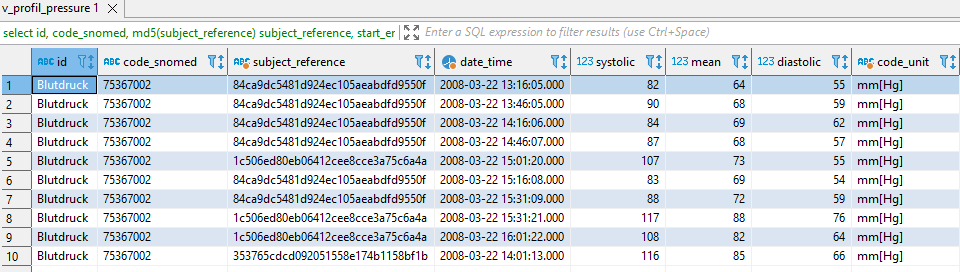 v_profil_pressure 1
select id, code_snomed, md5(subject_reference) subject_reference, start_er Enter a SQL expression to filter results (use Ctrl+Space)
ABC id ABC code_snomed ABC subject_reference date_time 123 systolic 123 mean 123 diastolic ABC code_unit
1 Blutdruck 75367002 84ca9dc5481d924ec105aeabdfd9550f 2008-03-22 13:16:05.000 82 64 55 mm[Hg]
2 Blutdruck 75367002 84ca9dc5481d924ec105aeabdfd9550f 2008-03-22 13:46:05.000 90 68 59 mm[Hg]
3 Blutdruck 75367002 84ca9dc5481d924ec105aeabdfd9550f 2008-03-22 14:16:06.000 84 69 62 mm[Hg]
4 Blutdruck 75367002 84ca9dc5481d924ec105aeabdfd9550f 2008-03-22 14:46:07.000 87 68 57 mm[Hg]
5 Blutdruck 75367002 1c506ed80eb06412cee8cce3a75c6a4a 2008-03-22 15:01:20.000 107 73 55 mm[Hg]
6 Blutdruck 75367002 84ca9dc5481d924ec105aeabdfd9550f 2008-03-22 15:16:08.000 83 69 54 mm[Hg]
7 Blutdruck 75367002 84ca9dc5481d924ec105aeabdfd9550f 2008-03-22 15:31:09.000 88 72 59 mm[Hg]
8 Blutdruck 75367002 1c506ed80eb06412cee8cce3a75c6a4a 2008-03-22 15:31:21.000 117 88 76 mm[Hg]
9 Blutdruck 75367002 1c506ed80eb06412cee8cce3a75c6a4a 2008-03-22 16:01:22.000 108 82 64 mm[Hg]
10 Blutdruck 75367002 353765cdcd092051558e174b1158bf1b 2008-03-22 14:01:13.000 116 85 66 mm[Hg]